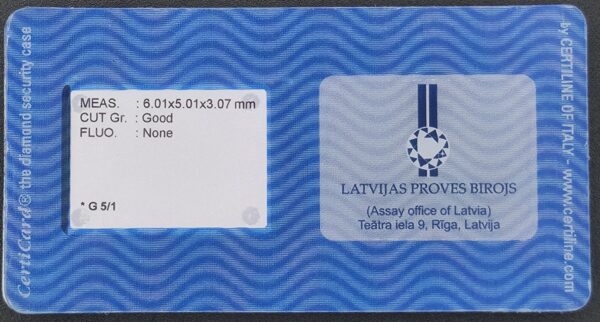 CertiCard® the diamond security case
MEAS. : 6.01x5.01x3.07 mm
CUT Gr. : Good
FLUO. : None
* G 5/1
LATVIJAS PROVES BIROJS
(Assay office of Latvia)
Teātra iela 9, Rīga, Latvija
by CERTILINE OF ITALY - www.certiline.com